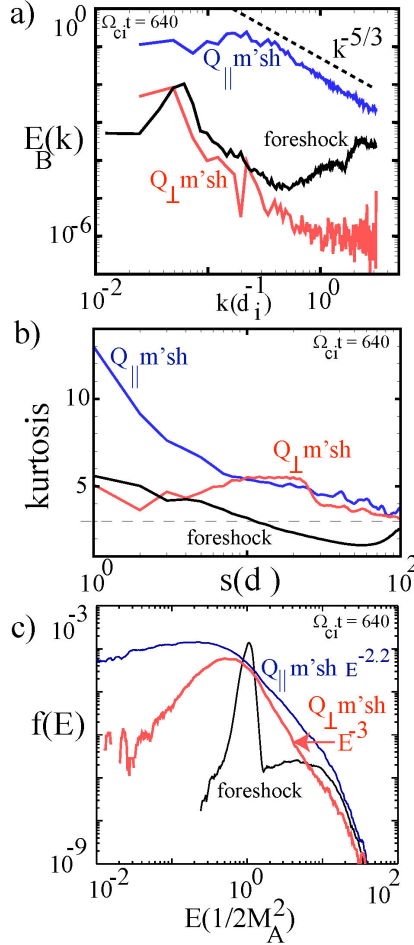 a)
Ω_ci t = 640
10^0
k^-5/3
Q_|| m'sh
E_B(k)
foreshock
Q_⊥ m'sh
10^-6
10^-2
10^-1
10^0
k(d_i)
b)
Ω_ci t = 640
Q_|| m'sh
10
kurtosis
Q_⊥ m'sh
5
foreshock
10^0
s(d)
10^2
c)
10^-3
Ω_ci t = 640
Q_|| m'sh E^-2.2
f(E)
Q_⊥ m'sh
E^-3
foreshock
10^-9
10^-2
10^0
10^2
E(1/2M_A^2)